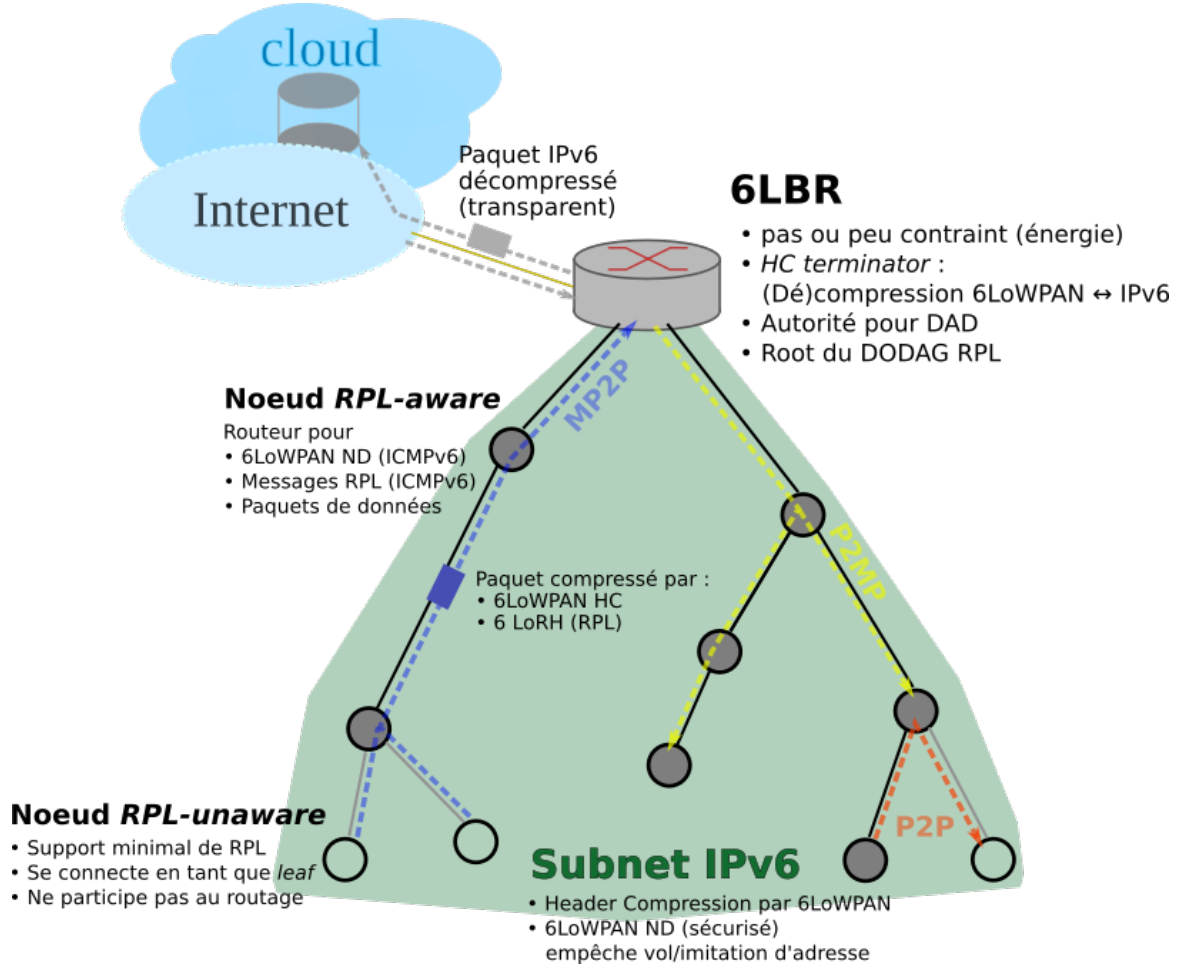 cloud
Internet
Paquet IPv6
décompressé
(transparent)
6LBR
• pas ou peu contraint (énergie)
• HC terminator :
(Dé)compression 6LoWPAN ↔ IPv6
• Autorité pour DAD
• Root du DODAG RPL
MP2P
Noeud RPL-aware
Routeur pour
• 6LoWPAN ND (ICMPv6)
• Messages RPL (ICMPv6)
• Paquets de données
P2MP
Paquet compressé par :
• 6LoWPAN HC
• 6 LoRH (RPL)
Noeud RPL-unaware
• Support minimal de RPL
• Se connecte en tant que leaf
• Ne participe pas au routage
P2P
Subnet IPv6
• Header Compression par 6LoWPAN
• 6LoWPAN ND (sécurisé)
empêche vol/imitation d'adresse